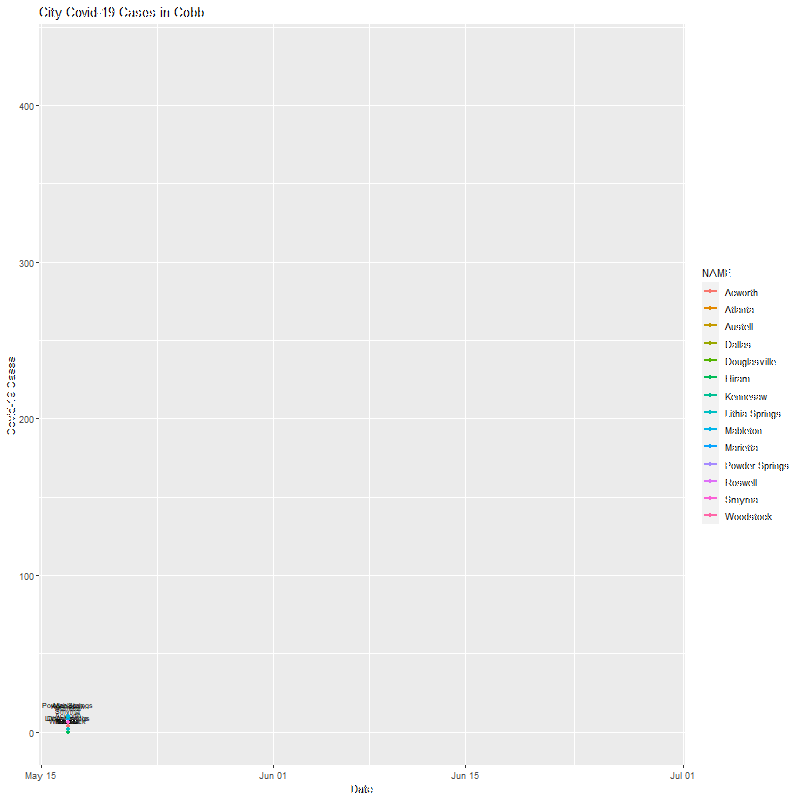 City Covid-19 Cases in Cobb
400
300
200
100
0
Covid-19 Cases
May 15
Jun 01
Jun 15
Jul 01
Date
NAME
Acworth
Atlanta
Austell
Dallas
Douglasville
Hiram
Kennesaw
Lithia Springs
Mableton
Marietta
Powder Springs
Roswell
Smyrna
Woodstock